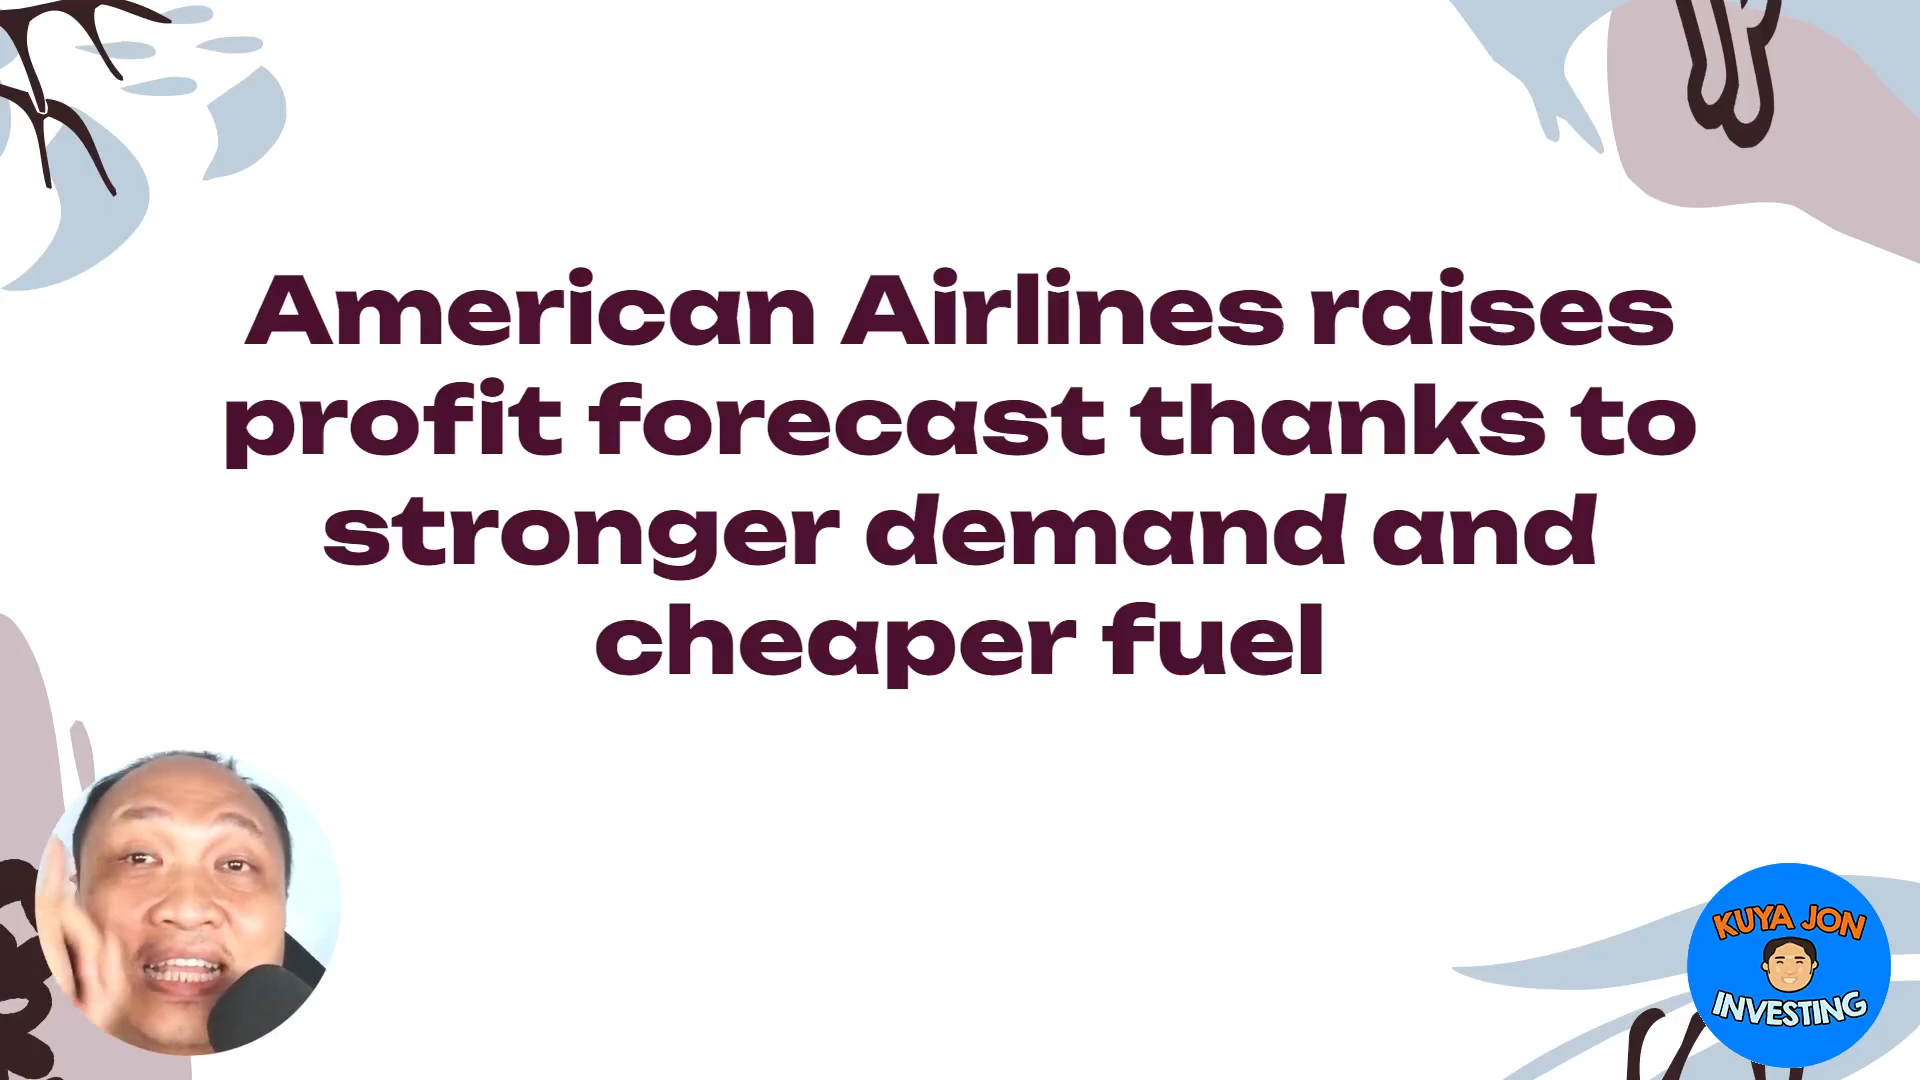 American Airlines raises
profit forecast thanks to
stronger demand and
cheaper fuel
KUYA JON
INVESTING